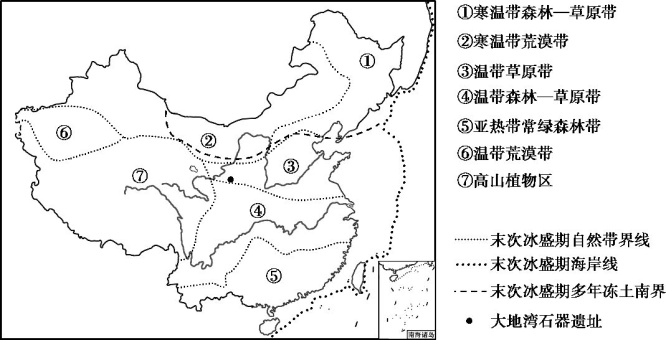 ①寒温带森林—草原带
②寒温带荒漠带
③温带草原带
④温带森林—草原带
⑤亚热带常绿森林带
⑥温带荒漠带
⑦高山植物区
末次冰盛期自然带界线
末次冰盛期海岸线
末次冰盛期多年冻土南界
大地湾石器遗址
①
②
③
④
⑤
⑥
⑦
南海诸岛